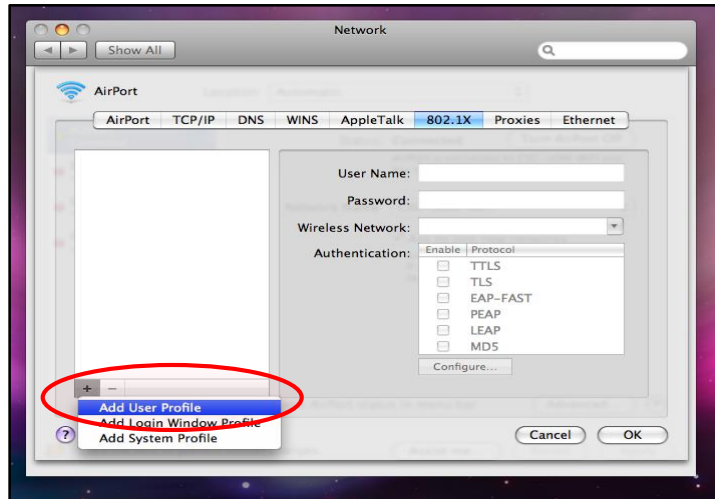 Network
Show All
AirPort
AirPort TCP/IP DNS WINS AppleTalk 802.1X Proxies Ethernet
User Name:
Password:
Wireless Network:
Authentication: Enable Protocol
TTLS
TLS
EAP-FAST
PEAP
LEAP
MD5
Configure...
+ −
Add User Profile
Add Login Window Profile
Add System Profile
? Cancel OK